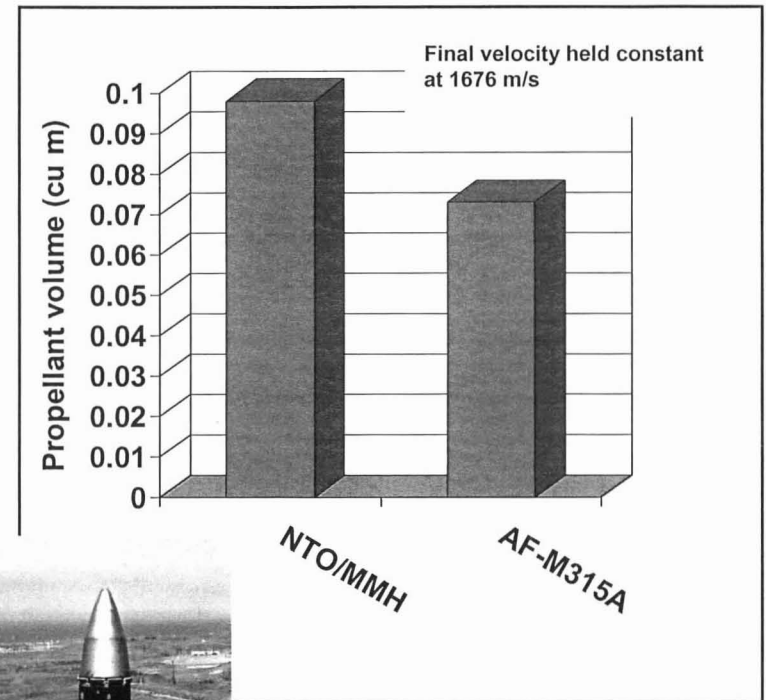 Final velocity held constant
at 1676 m/s
Propellant volume (cu m)
0.1
0.09
0.08
0.07
0.06
0.05
0.04
0.03
0.02
0.01
0
NTO/MMH
AF-M315A